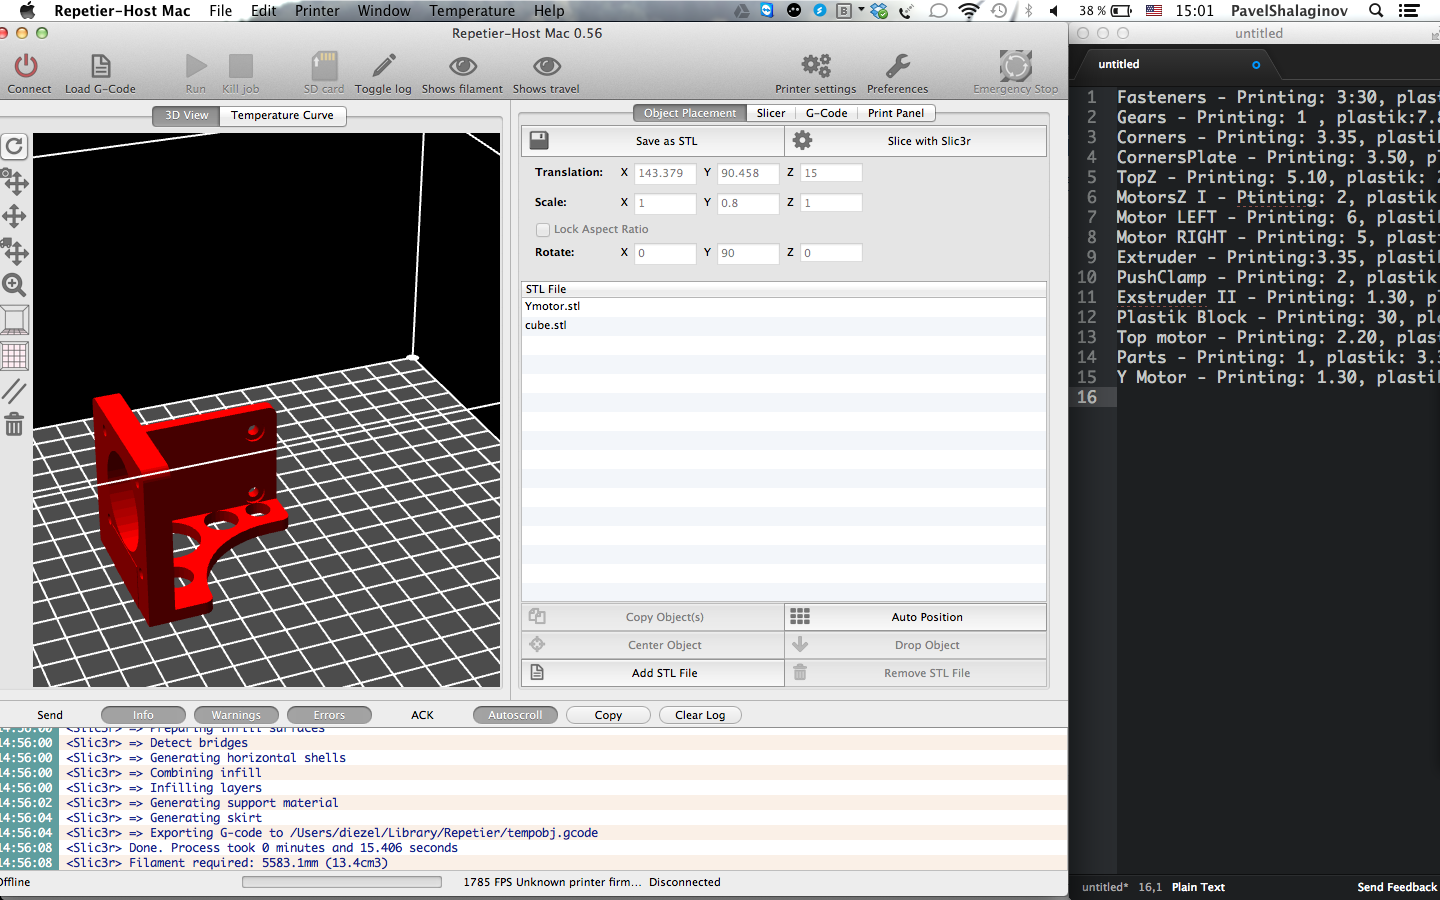 Repetier-Host Mac File Edit Printer Window Temperature Help 38 % 15:01 PavelShalaginov
Repetier-Host Mac 0.56
Connect Load G-Code Run Kill job SD card Toggle log Shows filament Shows travel Printer settings Preferences Emergency Stop
3D View Temperature Curve
Object Placement Slicer G-Code Print Panel
Save as STL Slice with Slic3r
Translation: X 143.379 Y 90.458 Z 15
Scale: X 1 Y 0.8 Z 1
Lock Aspect Ratio
Rotate: X 0 Y 90 Z 0
STL File
Ymotor.stl
cube.stl
Copy Object(s) Auto Position
Center Object Drop Object
Add STL File Remove STL File
Send Info Warnings Errors ACK Autoscroll Copy Clear Log
14:56:00 <Slic3r> => Preparing infill surfaces
14:56:00 <Slic3r> => Detect bridges
14:56:00 <Slic3r> => Generating horizontal shells
14:56:00 <Slic3r> => Combining infill
14:56:00 <Slic3r> => Infilling layers
14:56:02 <Slic3r> => Generating support material
14:56:04 <Slic3r> => Generating skirt
14:56:04 <Slic3r> => Exporting G-code to /Users/diezel/Library/Repetier/tempobj.gcode
14:56:08 <Slic3r> Done. Process took 0 minutes and 15.406 seconds
14:56:08 <Slic3r> Filament required: 5583.1mm (13.4cm3)
Offline 1785 FPS Unknown printer firm... Disconnected
untitled
untitled
1 Fasteners - Printing: 3:30, plast
2 Gears - Printing: 1 , plastik:7.8
3 Corners - Printing: 3.35, plastik
4 CornersPlate - Printing: 3.50, p
5 TopZ - Printing: 5.10, plastik: 2
6 MotorsZ I - Ptinting: 2, plastik
7 Motor LEFT - Printing: 6, plastik
8 Motor RIGHT - Printing: 5, plasti
9 Extruder - Printing:3.35, plastik
10 PushClamp - Printing: 2, plastik
11 Exstruder II - Printing: 1.30, pl
12 Plastik Block - Printing: 30, pla
13 Top motor - Printing: 2.20, plast
14 Parts - Printing: 1, plastik: 3.3
15 Y Motor - Printing: 1.30, plastik
16
untitled* 16,1 Plain Text Send Feedback